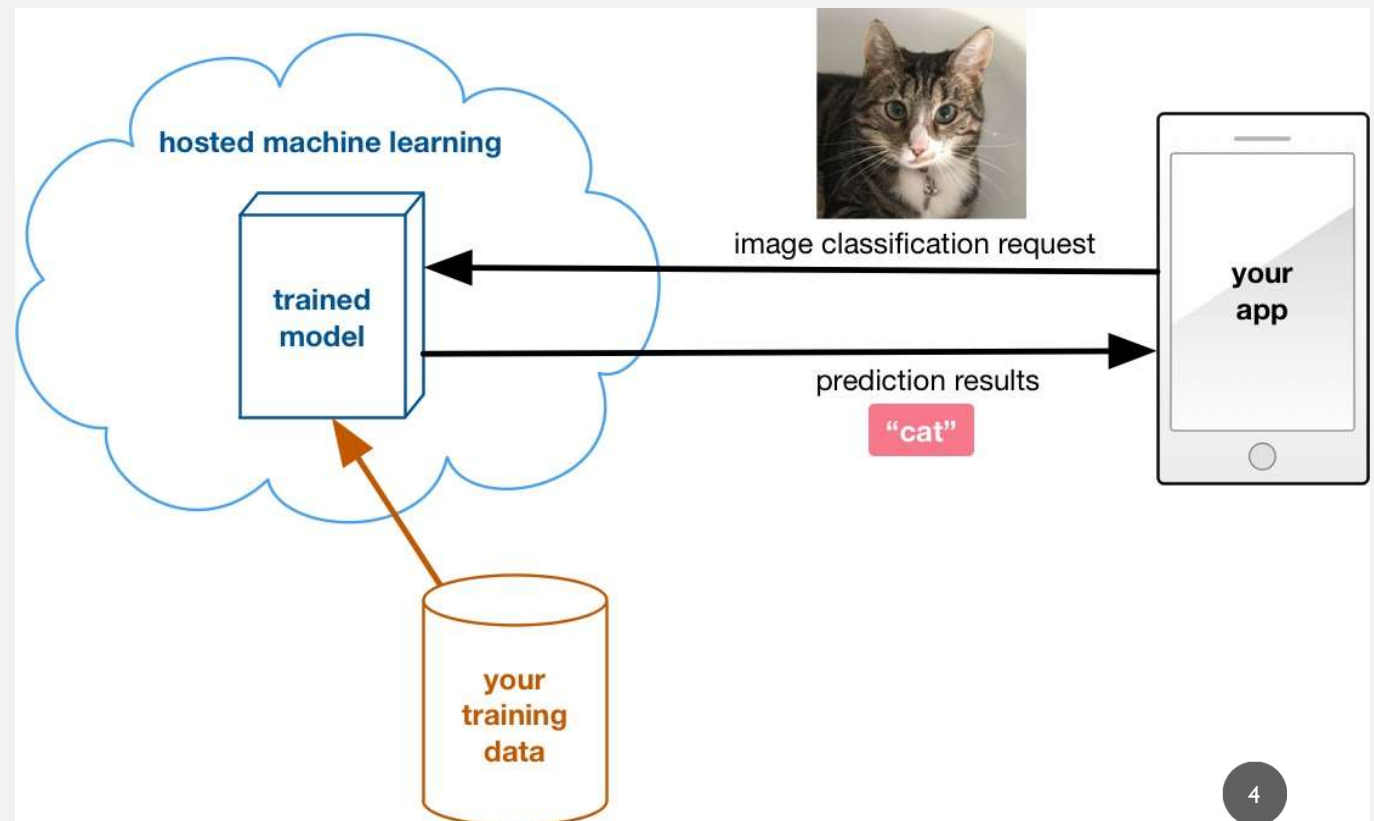 hosted machine learning
image classification request
trained
model
your
app
prediction results
“cat”
your
training
data
4